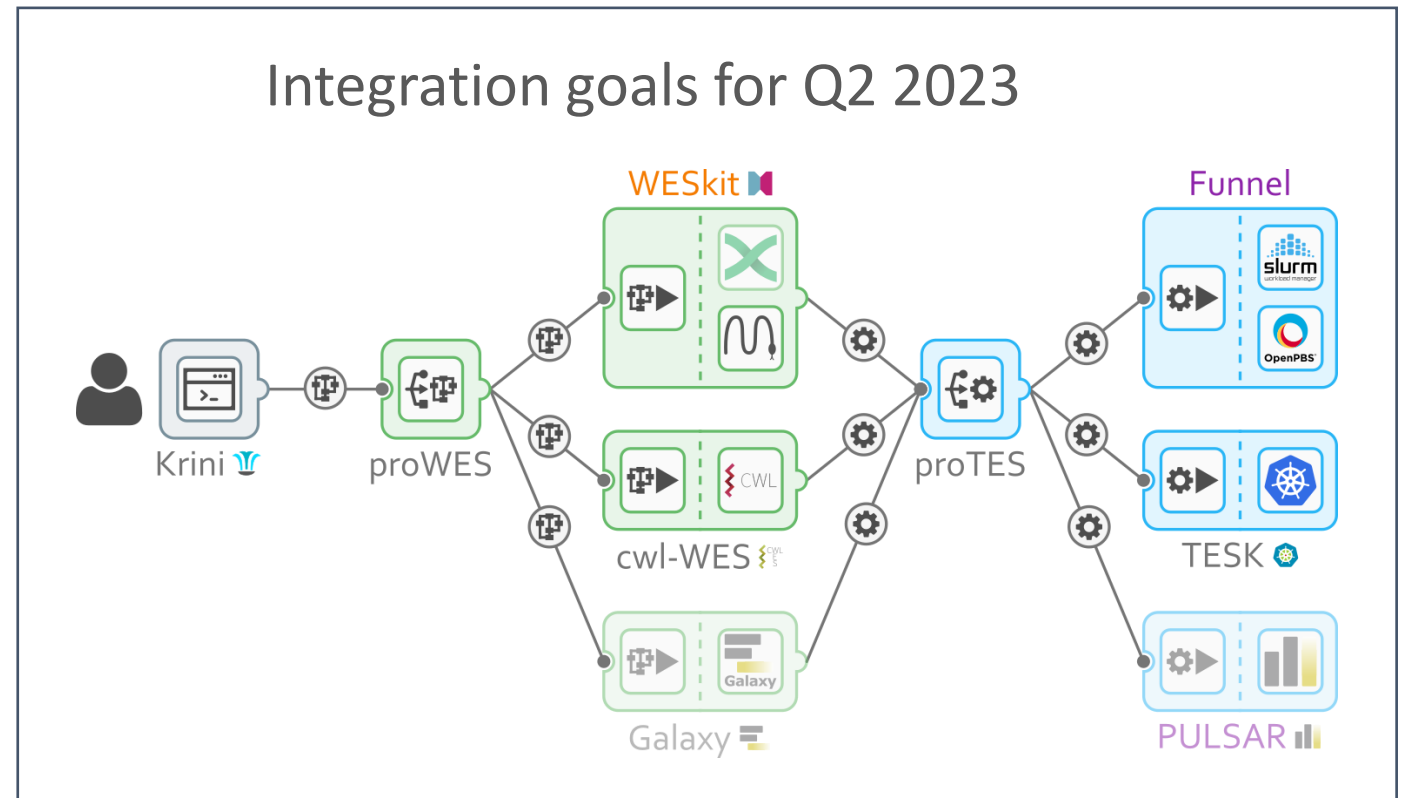 Integration goals for Q2 2023
WESkit
Funnel
slurm
workload manager
OpenPBS
>_
Krini
proWES
CWL
cwl-WES
CWL
proTES
TESK
Galaxy
Galaxy
PULSAR